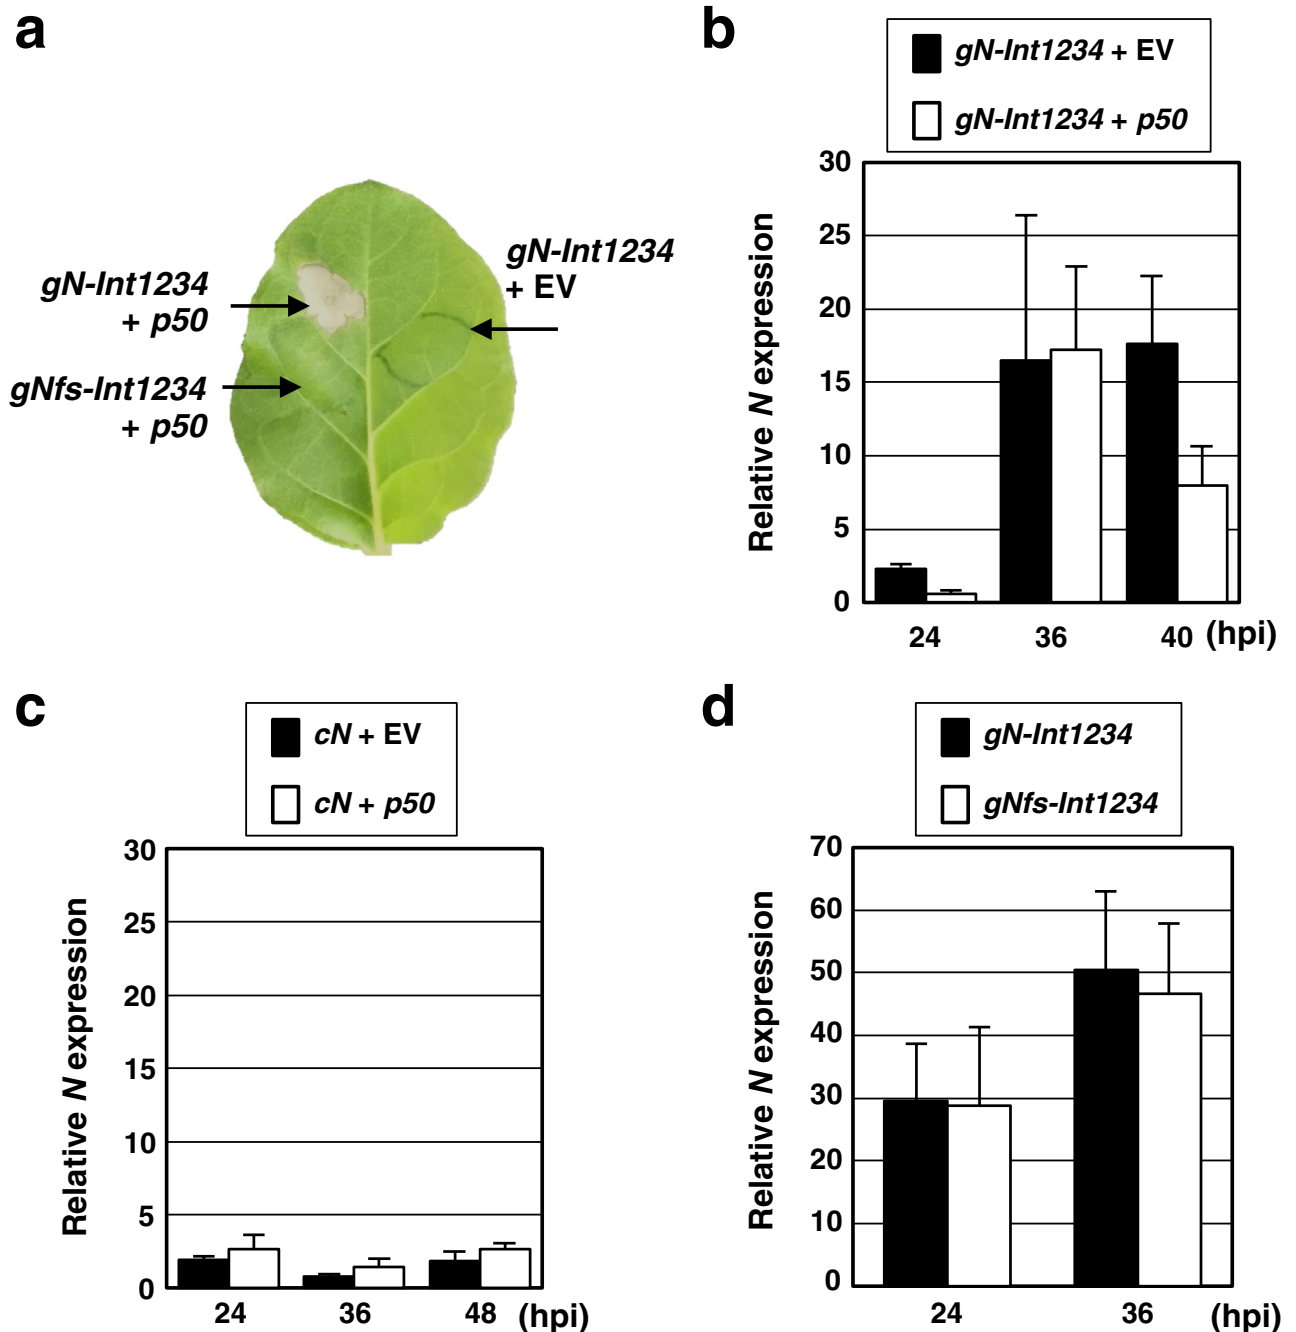 a
gN-Int1234
+ p50
gNfs-Int1234
+ p50
gN-Int1234
+ EV
b
gN-Int1234 + EV
gN-Int1234 + p50
Relative N expression
30
25
20
15
10
5
0
24 36 40 (hpi)
c
cN + EV
cN + p50
Relative N expression
30
25
20
15
10
5
0
24 36 48 (hpi)
d
gN-Int1234
gNfs-Int1234
Relative N expression
70
60
50
40
30
20
10
0
24 36 (hpi)